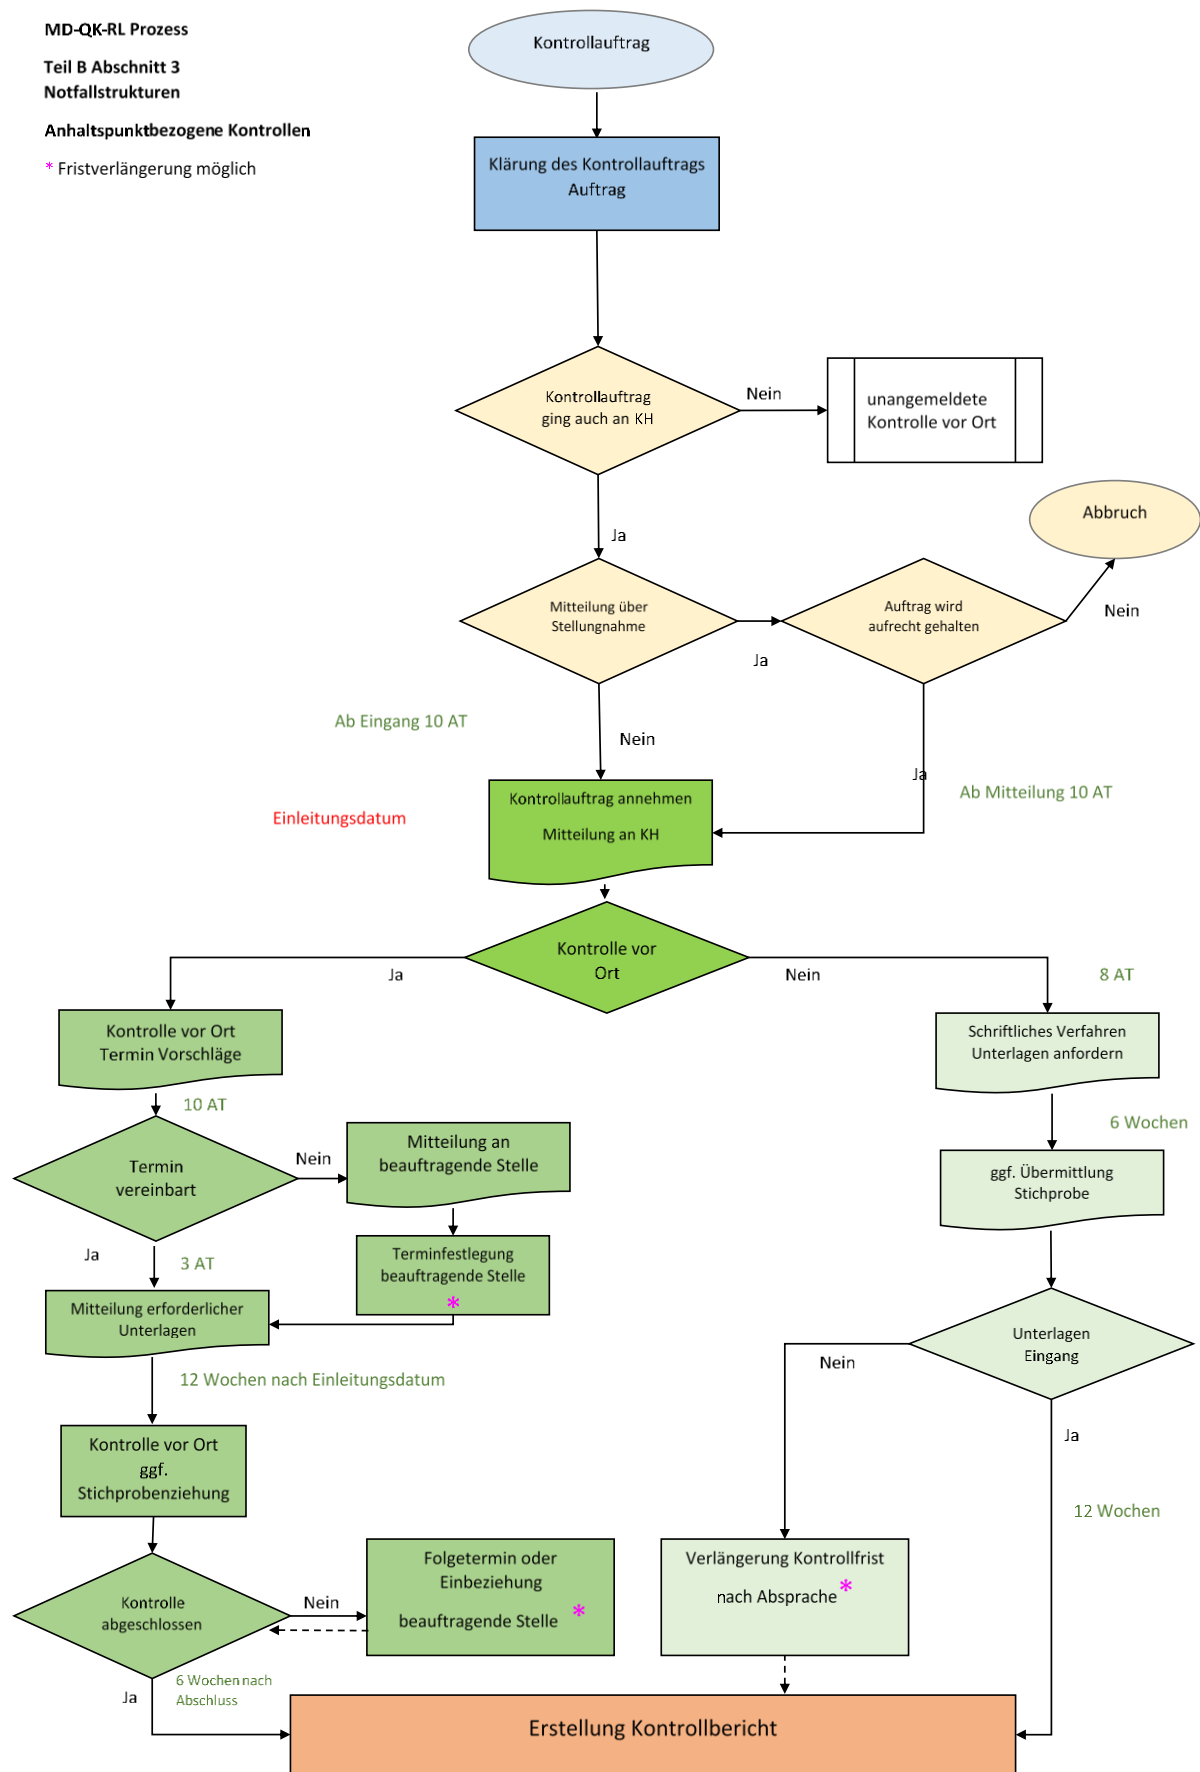 MD-QK-RL Prozess
Teil B Abschnitt 3
Notfallstrukturen
Anhaltspunktbezogene Kontrollen
* Fristverlängerung möglich
Kontrollauftrag
Klärung des Kontrollauftrags
Auftrag
Kontrollauftrag
ging auch an KH
Nein
unangemeldete
Kontrolle vor Ort
Ja
Abbruch
Mitteilung über
Stellungnahme
Ja
Auftrag wird
aufrecht gehalten
Nein
Ab Eingang 10 AT
Nein
Ja
Ab Mitteilung 10 AT
Einleitungsdatum
Kontrollauftrag annehmen
Mitteilung an KH
Kontrolle vor
Ort
Ja
Nein
8 AT
Kontrolle vor Ort
Termin Vorschläge
Schriftliches Verfahren
Unterlagen anfordern
10 AT
6 Wochen
Termin
vereinbart
Nein
Mitteilung an
beauftragende Stelle
ggf. Übermittlung
Stichprobe
Ja
3 AT
Terminfestlegung
beauftragende Stelle
*
Mitteilung erforderlicher
Unterlagen
Unterlagen
Eingang
Nein
12 Wochen nach Einleitungsdatum
Ja
Kontrolle vor Ort
ggf.
Stichprobenziehung
12 Wochen
Kontrolle
abgeschlossen
Nein
Folgetermin oder
Einbeziehung
beauftragende Stelle *
Verlängerung Kontrollfrist
nach Absprache *
Ja
6 Wochen nach
Abschluss
Erstellung Kontrollbericht